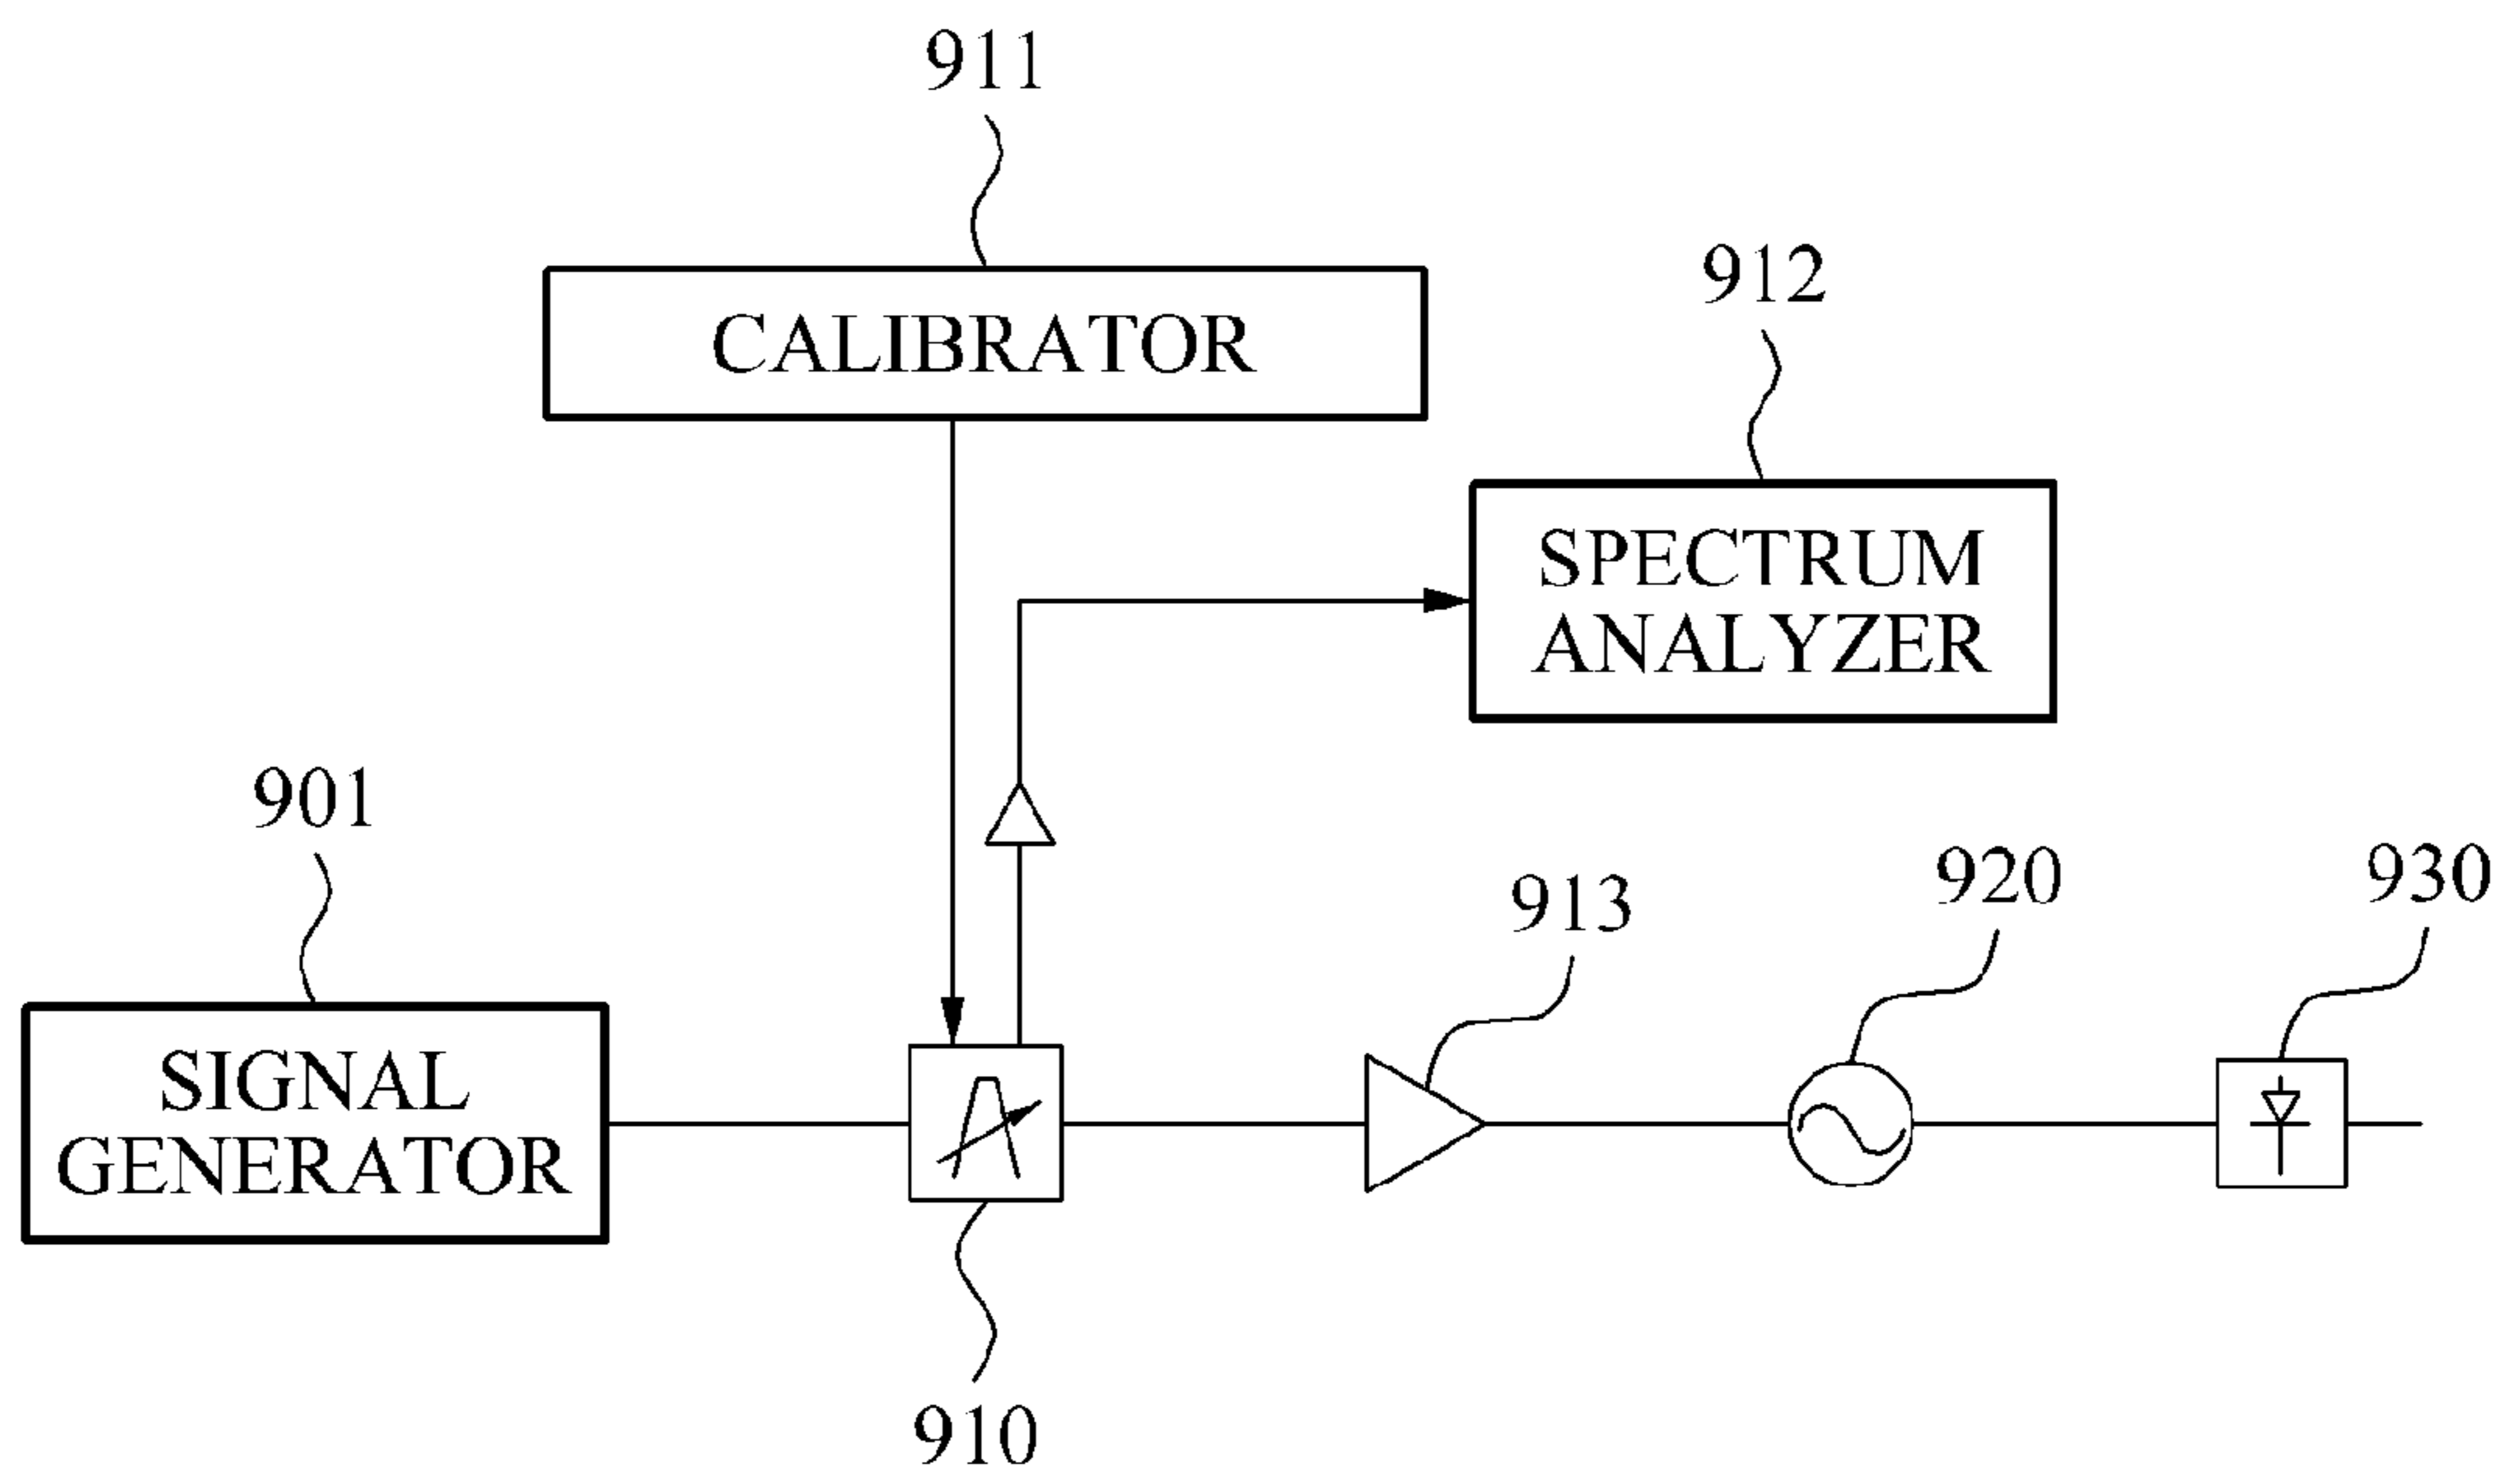 911
CALIBRATOR
912
SPECTRUM
ANALYZER
901
SIGNAL
GENERATOR
913
920
930
910